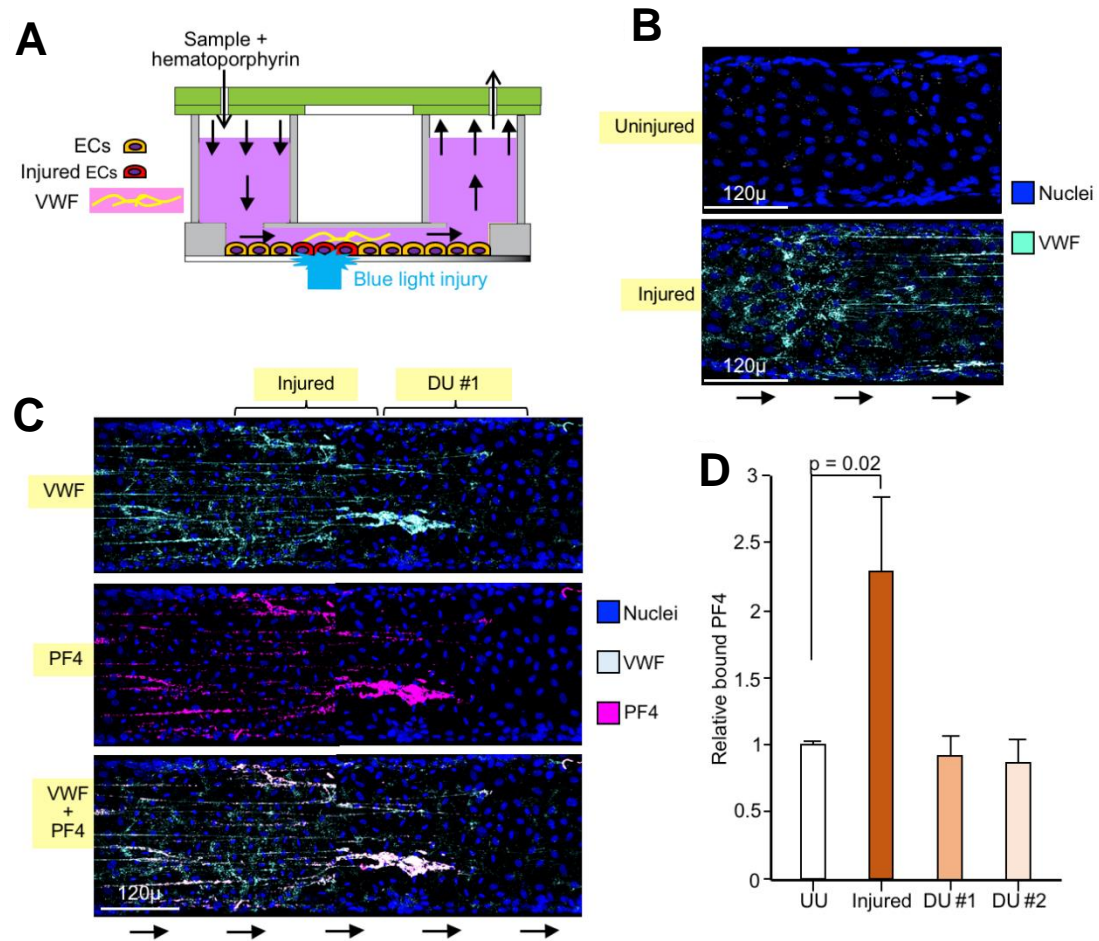 A
Sample +
hematoporphyrin
ECs
Injured ECs
VWF
Blue light injury
B
Uninjured
120μ
Injured
120μ
Nuclei
VWF
C
Injured
DU #1
VWF
PF4
VWF
+
PF4
120μ
Nuclei
VWF
PF4
D
p = 0.02
Relative bound PF4
3
2.5
2
1.5
1
0.5
0
UU
Injured
DU #1
DU #2